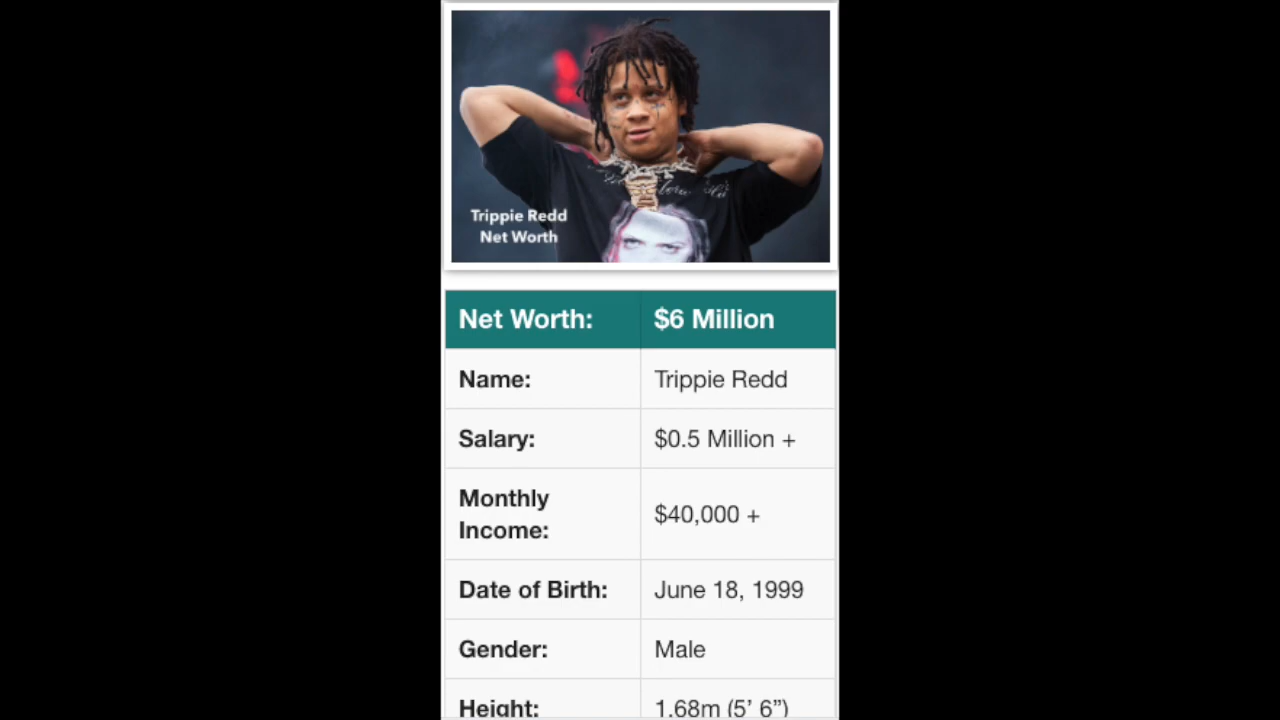 Trippie Redd
Net Worth
Net Worth: $6 Million
Name: Trippie Redd
Salary: $0.5 Million +
Monthly
Income: $40,000 +
Date of Birth: June 18, 1999
Gender: Male
Height: 1.68m (5’ 6”)